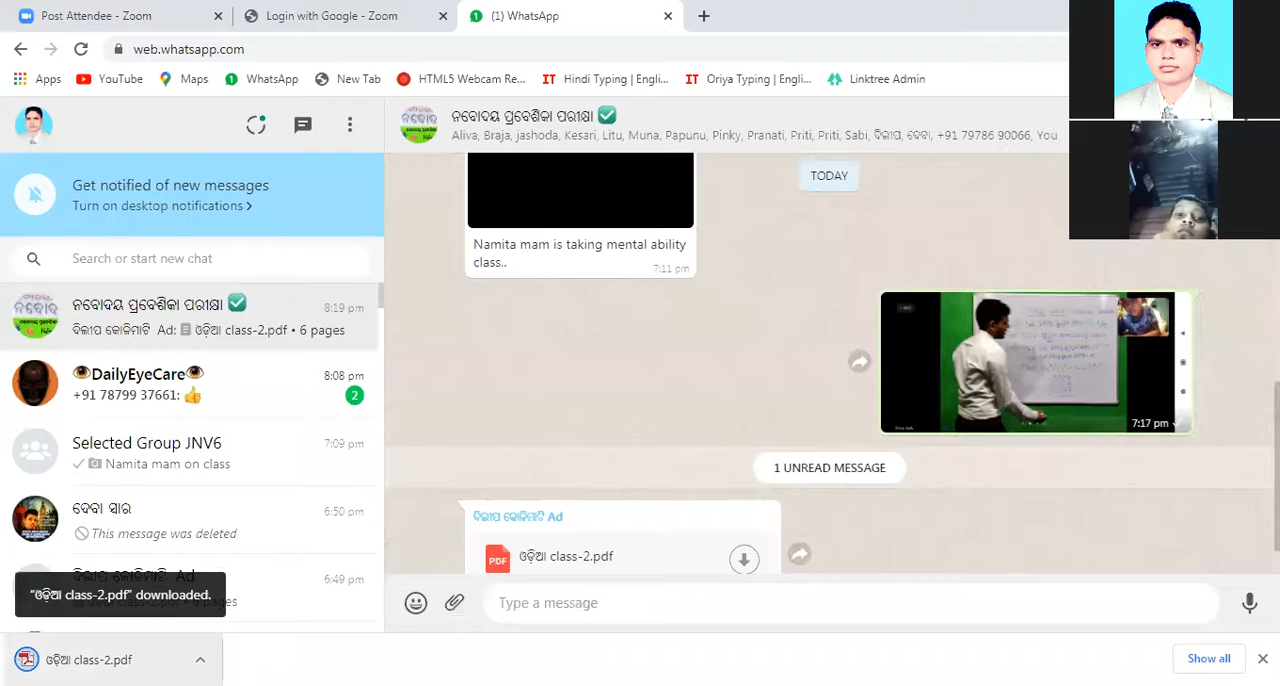 Post Attendee - Zoom
Login with Google - Zoom
(1) WhatsApp
web.whatsapp.com
Apps
YouTube
Maps
WhatsApp
New Tab
HTML5 Webcam Re...
Hindi Typing | Engli...
Oriya Typing | Engli...
Linktree Admin
ନବୋଦୟ ପ୍ରବେଶିକା ପରୀକ୍ଷା ✅
Aliva, Braja, jashoda, Kesari, Litu, Muna, Papunu, Pinky, Pranati, Priti, Priti, Sabi, ଦିଲୀପ, ଦେବା, +91 79786 90066, You
Get notified of new messages
Turn on desktop notifications >
Search or start new chat
ନବୋଦୟ ପ୍ରବେଶିକା ପରୀକ୍ଷା ✅
8:19 pm
ଦିଲୀପ କୋଳିମାଟି Ad: ଓଡ଼ିଆ class-2.pdf • 6 pages
👁DailyEyeCare👁
8:08 pm
+91 78799 37661: 👍
2
Selected Group JNV6
7:09 pm
Namita mam on class
ଦେବା ସାର
6:50 pm
This message was deleted
ଦିଲୀପ କୋଳିମାଟି Ad
6:49 pm
pages
"ଓଡ଼ିଆ class-2.pdf" downloaded.
TODAY
Namita mam is taking mental ability
class..
7:11 pm
7:17 pm
1 UNREAD MESSAGE
ଦିଲୀପ କୋଳିମାଟି Ad
PDF
ଓଡ଼ିଆ class-2.pdf
Type a message
ଓଡ଼ିଆ class-2.pdf
Show all